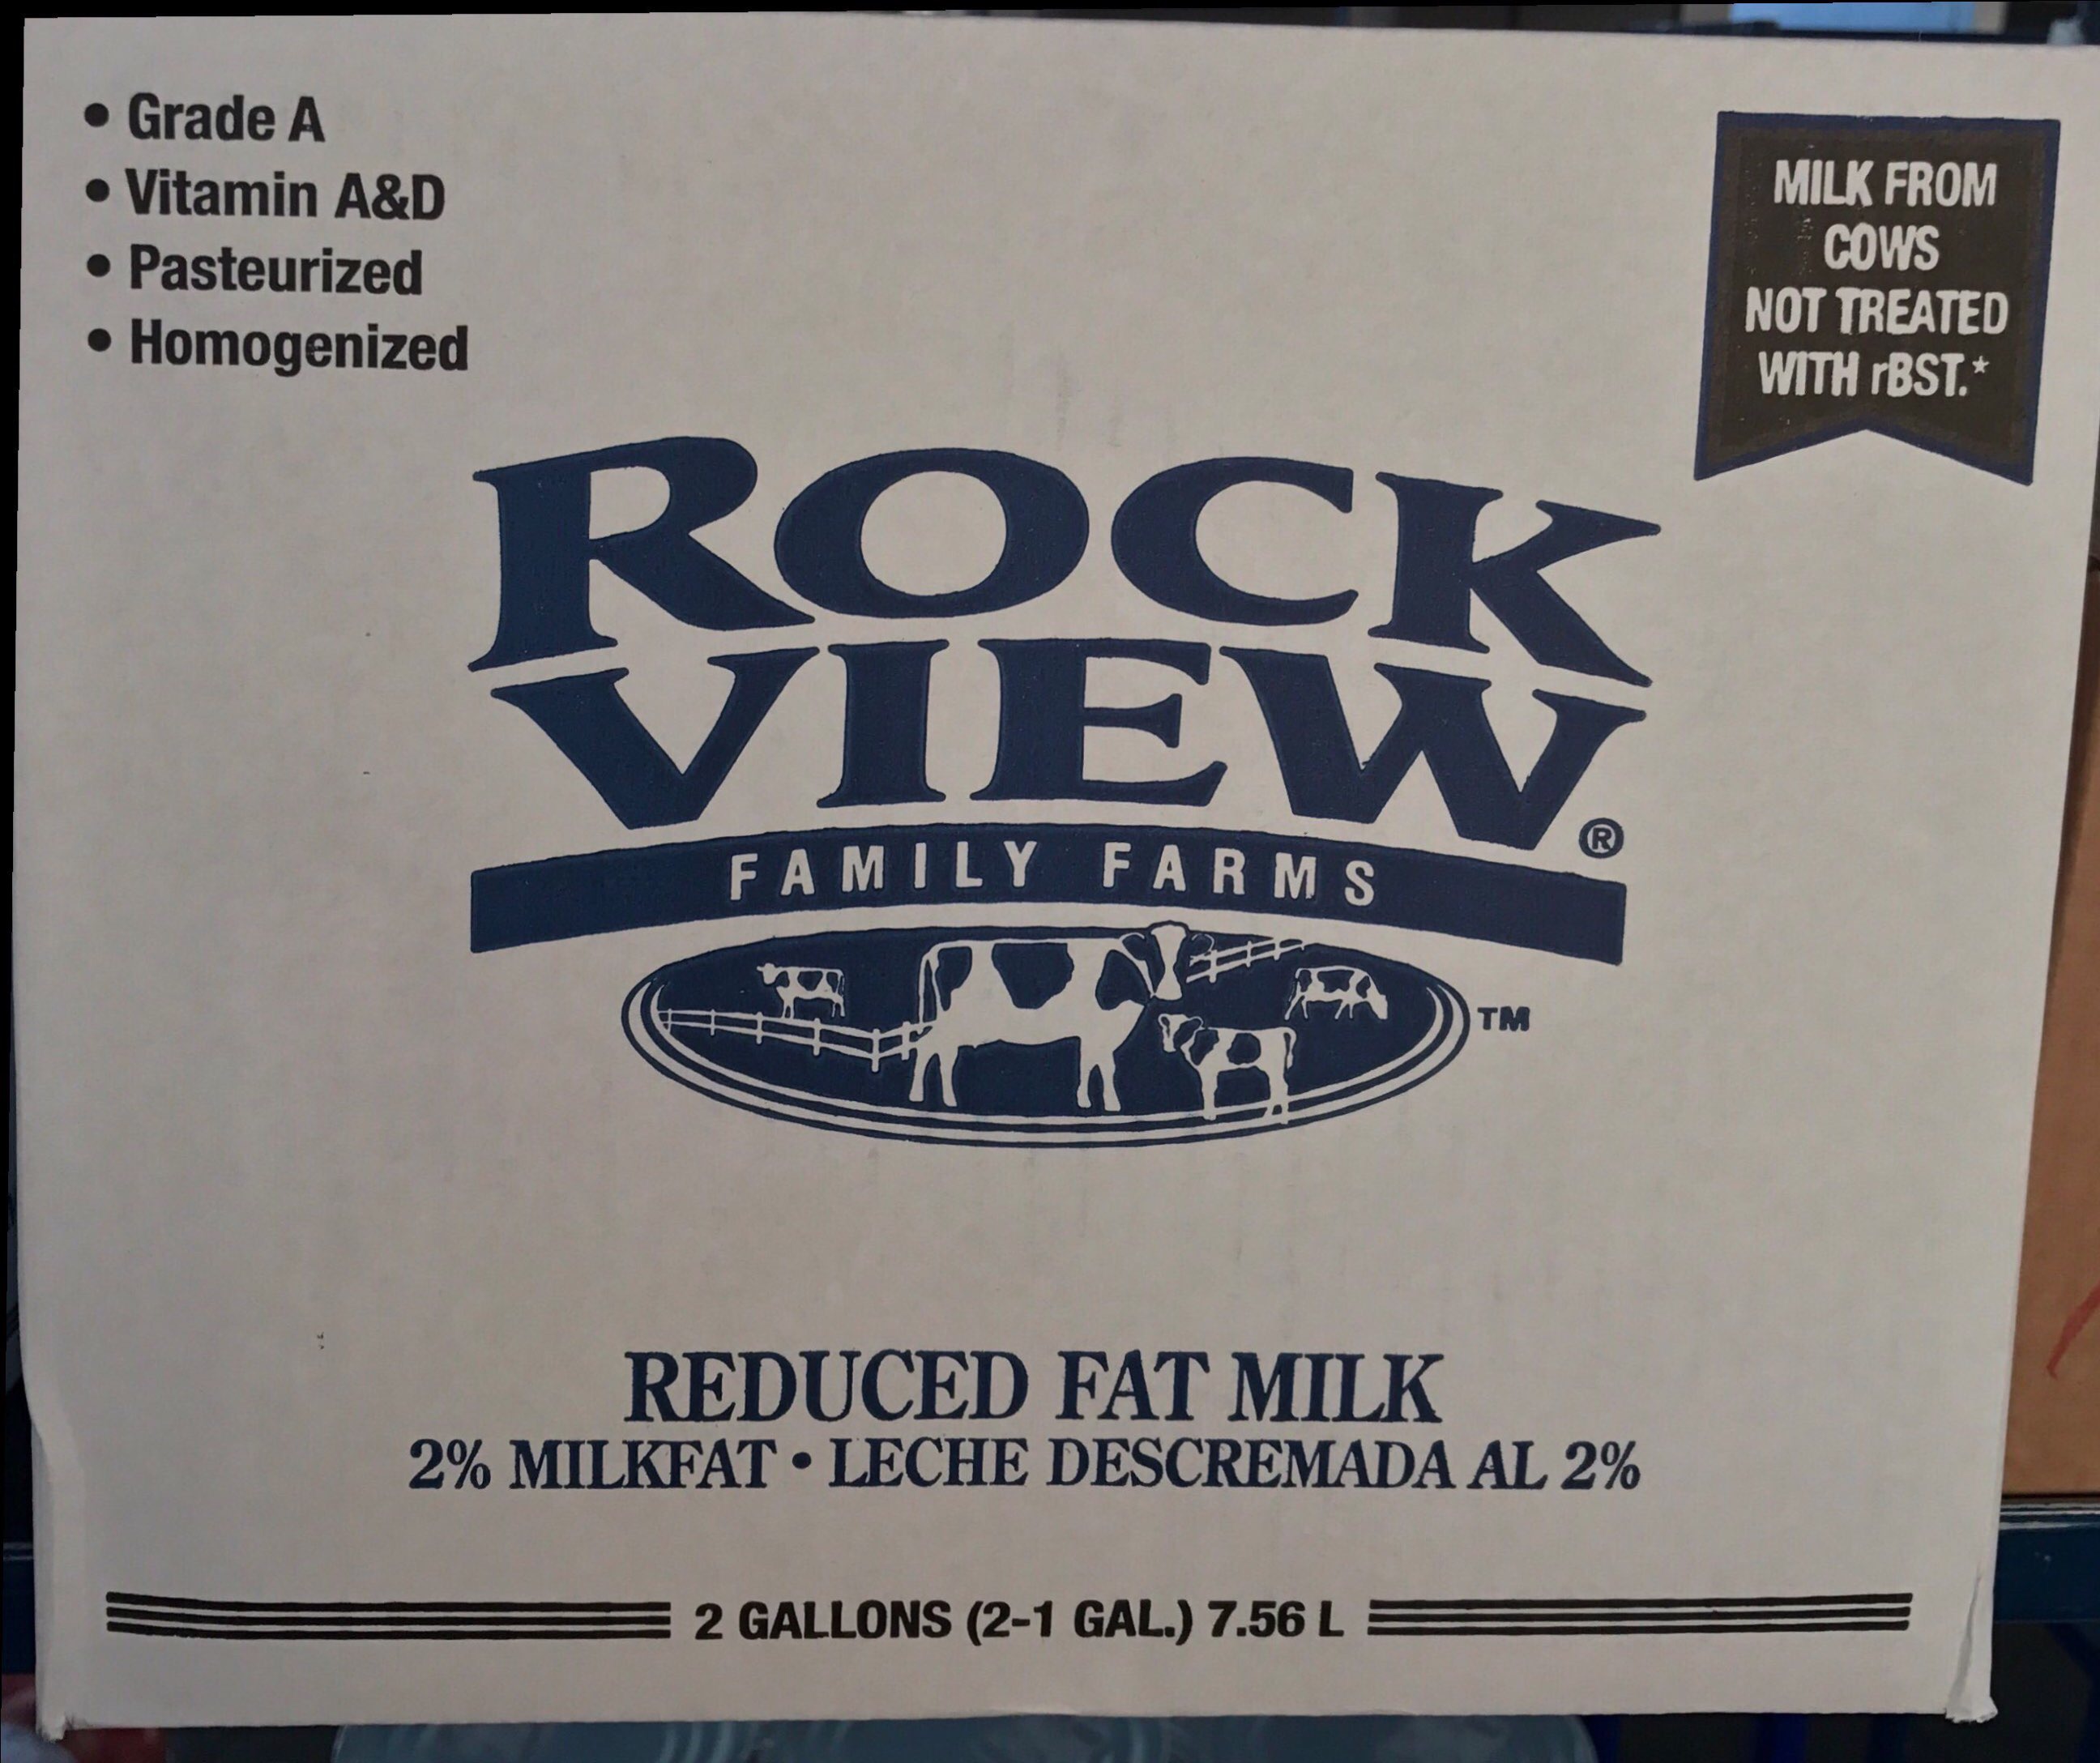 • Grade A
• Vitamin A&D
• Pasteurized
• Homogenized
MILK FROM
COWS
NOT TREATED
WITH rBST.*
ROCK
VIEW®
FAMILY FARMS
TM
REDUCED FAT MILK
2% MILKFAT • LECHE DESCREMADA AL 2%
2 GALLONS (2-1 GAL.) 7.56 L